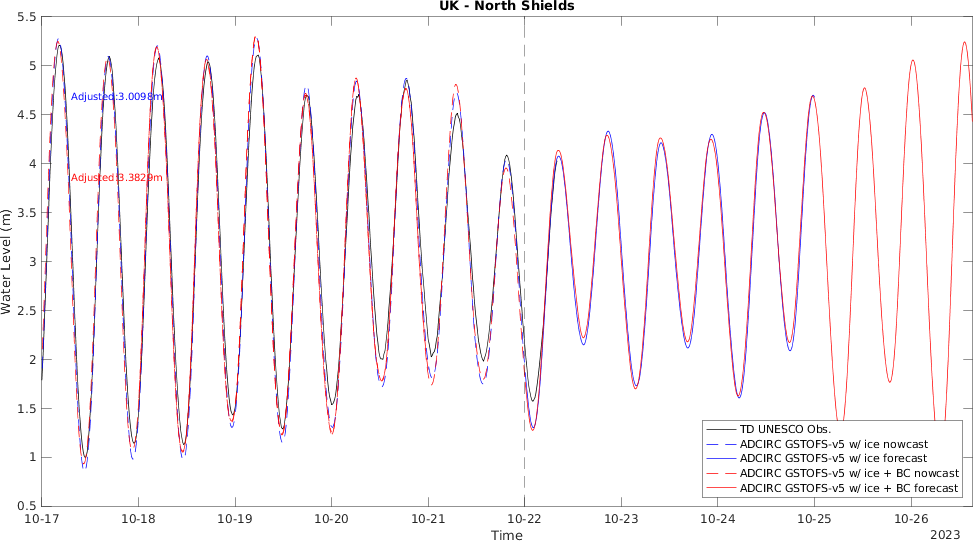 UK - North Shields
5.5
5
4.5
4
3.5
3
2.5
2
1.5
1
0.5
Water Level (m)
Adjusted:3.0098m
Adjusted:3.3829m
TD UNESCO Obs.
ADCIRC GSTOFS-v5 w/ ice nowcast
ADCIRC GSTOFS-v5 w/ ice forecast
ADCIRC GSTOFS-v5 w/ ice + BC nowcast
ADCIRC GSTOFS-v5 w/ ice + BC forecast
10-17 10-18 10-19 10-20 10-21 10-22 10-23 10-24 10-25 10-26
Time
2023